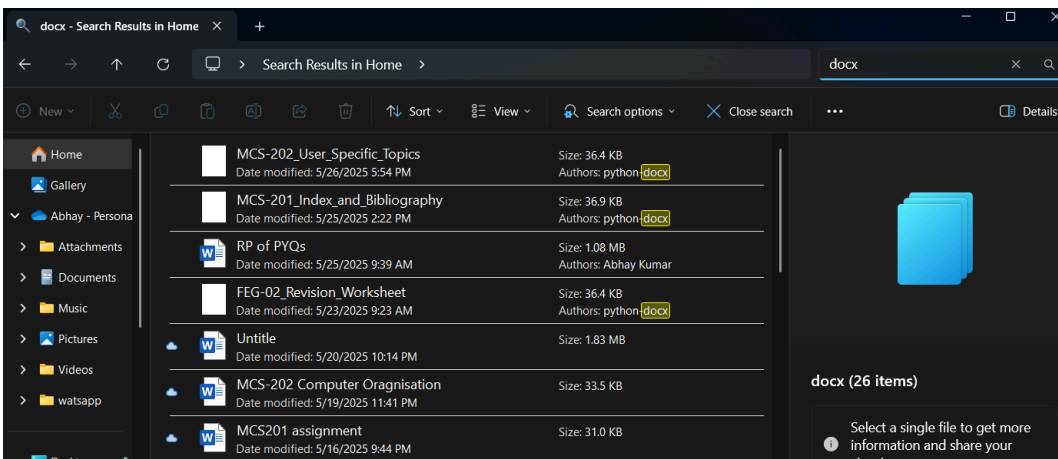 docx - Search Results in Home
Search Results in Home
docx
New
Sort
View
Search options
Close search
Details
Home
Gallery
Abhay - Persona
Attachments
Documents
Music
Pictures
Videos
watsapp
MCS-202_User_Specific_Topics
Date modified: 5/26/2025 5:54 PM
Size: 36.4 KB
Authors: python-docx
MCS-201_Index_and_Bibliography
Date modified: 5/25/2025 2:22 PM
Size: 36.9 KB
Authors: python-docx
RP of PYQs
Date modified: 5/25/2025 9:39 AM
Size: 1.08 MB
Authors: Abhay Kumar
FEG-02_Revision_Worksheet
Date modified: 5/23/2025 9:23 AM
Size: 36.4 KB
Authors: python-docx
Untitle
Date modified: 5/20/2025 10:14 PM
Size: 1.83 MB
MCS-202 Computer Oragnisation
Date modified: 5/19/2025 11:41 PM
Size: 33.5 KB
MCS201 assignment
Date modified: 5/16/2025 9:44 PM
Size: 31.0 KB
docx (26 items)
Select a single file to get more
information and share your